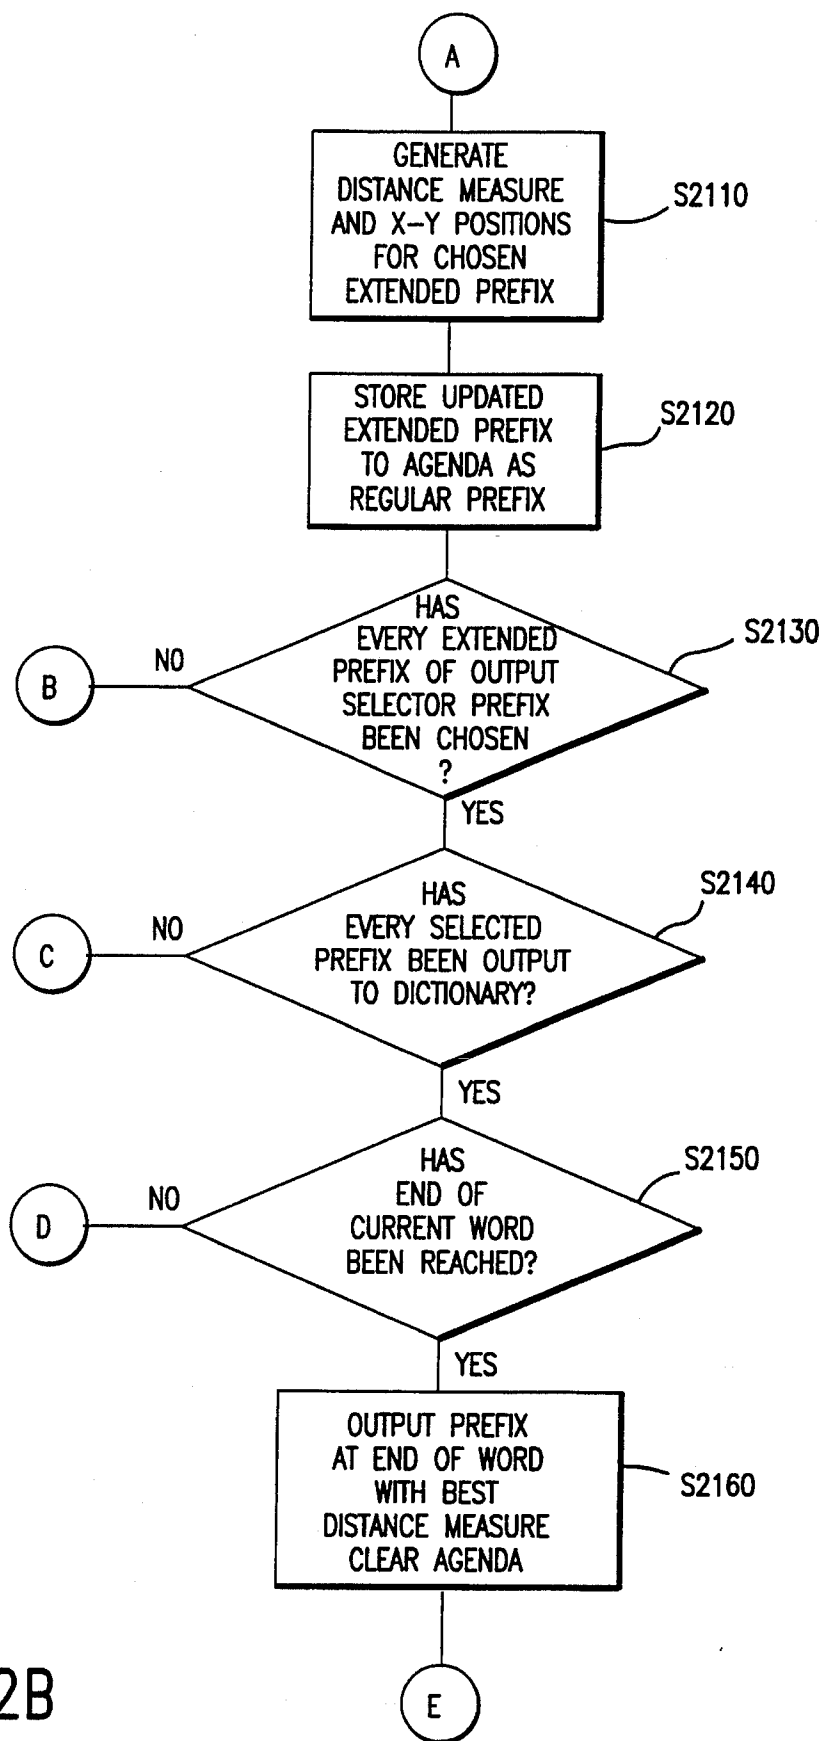 A
GENERATE
DISTANCE MEASURE
AND X-Y POSITIONS
FOR CHOSEN
EXTENDED PREFIX
S2110
STORE UPDATED
EXTENDED PREFIX
TO AGENDA AS
REGULAR PREFIX
S2120
HAS
EVERY EXTENDED
PREFIX OF OUTPUT
SELECTOR PREFIX
BEEN CHOSEN
?
S2130
NO
B
YES
HAS
EVERY SELECTED
PREFIX BEEN OUTPUT
TO DICTIONARY?
S2140
NO
C
YES
HAS
END OF
CURRENT WORD
BEEN REACHED?
S2150
NO
D
YES
OUTPUT PREFIX
AT END OF WORD
WITH BEST
DISTANCE MEASURE
CLEAR AGENDA
S2160
E
2B